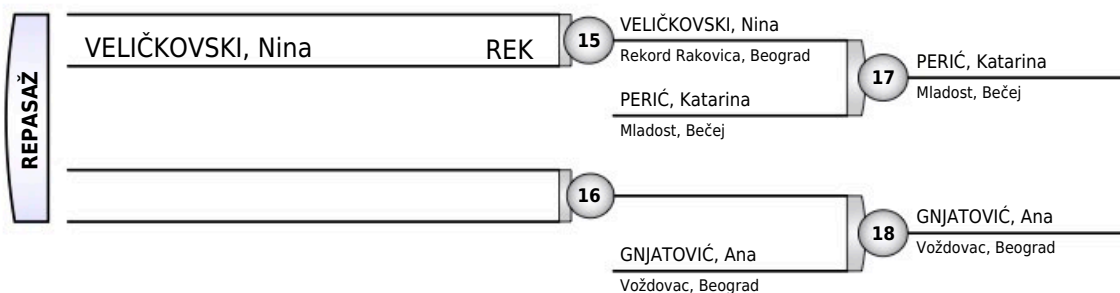 REPASAŽ
VELIČKOVSKI, Nina REK
15
VELIČKOVSKI, Nina
Rekord Rakovica, Beograd
PERIĆ, Katarina
Mladost, Bečej
17
PERIĆ, Katarina
Mladost, Bečej
16
GNJATOVIĆ, Ana
Voždovac, Beograd
18
GNJATOVIĆ, Ana
Voždovac, Beograd